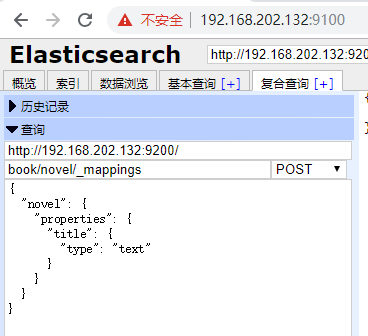 不安全 192.168.202.132:9100
Elasticsearch http://192.168.202.132:920
概览 索引 数据浏览 基本查询 [+] 复合查询 [+]
历史记录
查询
http://192.168.202.132:9200/
book/novel/_mappings POST
{
"novel": {
"properties": {
"title": {
"type": "text"
}
}
}
}